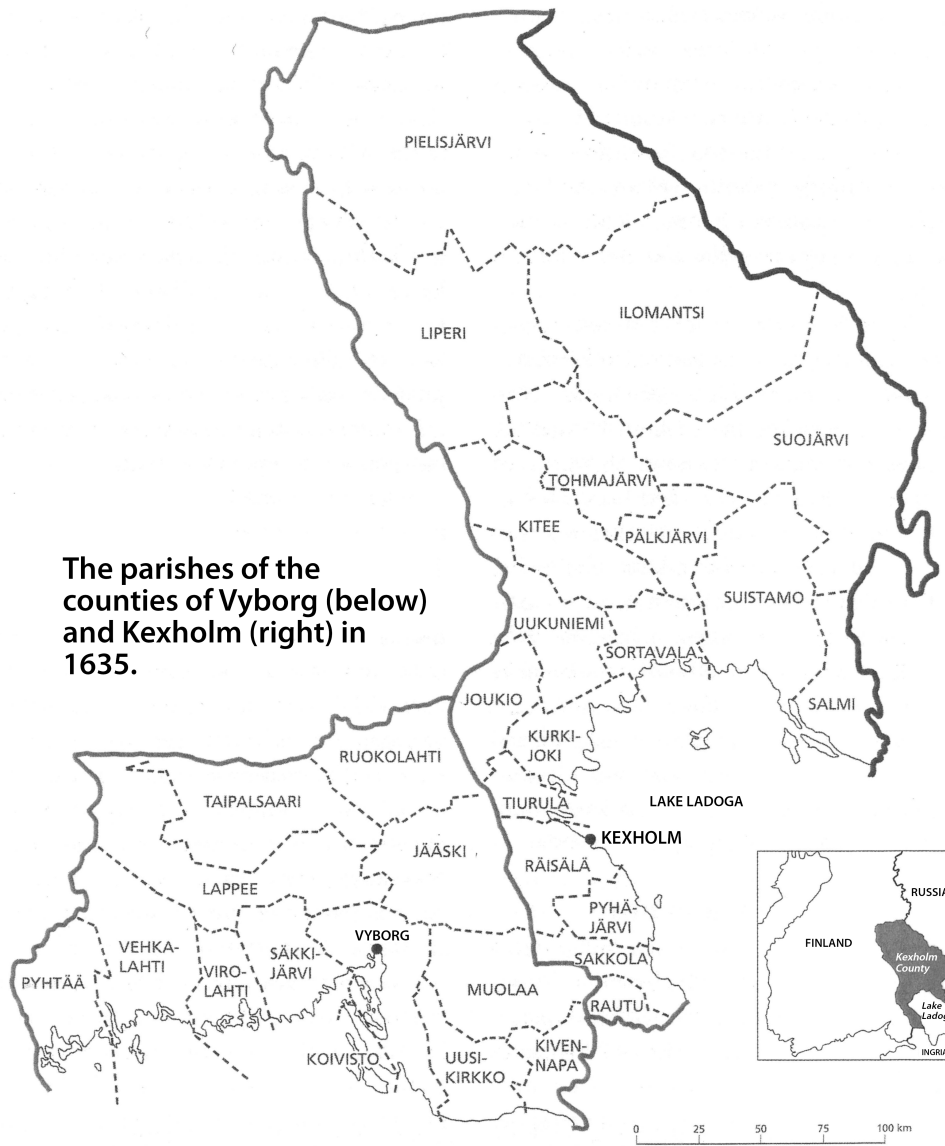 PIELISJÄRVI
ILOMANTSI
LIPERI
SUOJÄRVI
TOHMAJÄRVI
KITEE
PÄLKJÄRVI
The parishes of the
counties of Vyborg (below)
and Kexholm (right) in
1635.
SUISTAMO
UUKUNIEMI
SORTAVALA
JOUKIO
SALMI
KURKI-
JOKI
RUOKOLAHTI
TAIPALSAARI
TIURULA
LAKE LADOGA
KEXHOLM
JÄÄSKI
RÄISÄLÄ
LAPPEE
PYHÄ-
JÄRVI
VYBORG
VEHKA-
LAHTI
SÄKKI-
JÄRVI
SAKKOLA
PYHTÄÄ
VIRO-
LAHTI
MUOLAA
RAUTU
KOIVISTO
UUSI-
KIRKKO
KIVEN-
NAPA
RUSSIA
FINLAND
Kexholm
County
Lake
Ladog
INGRIA
0 25 50 75 100 km